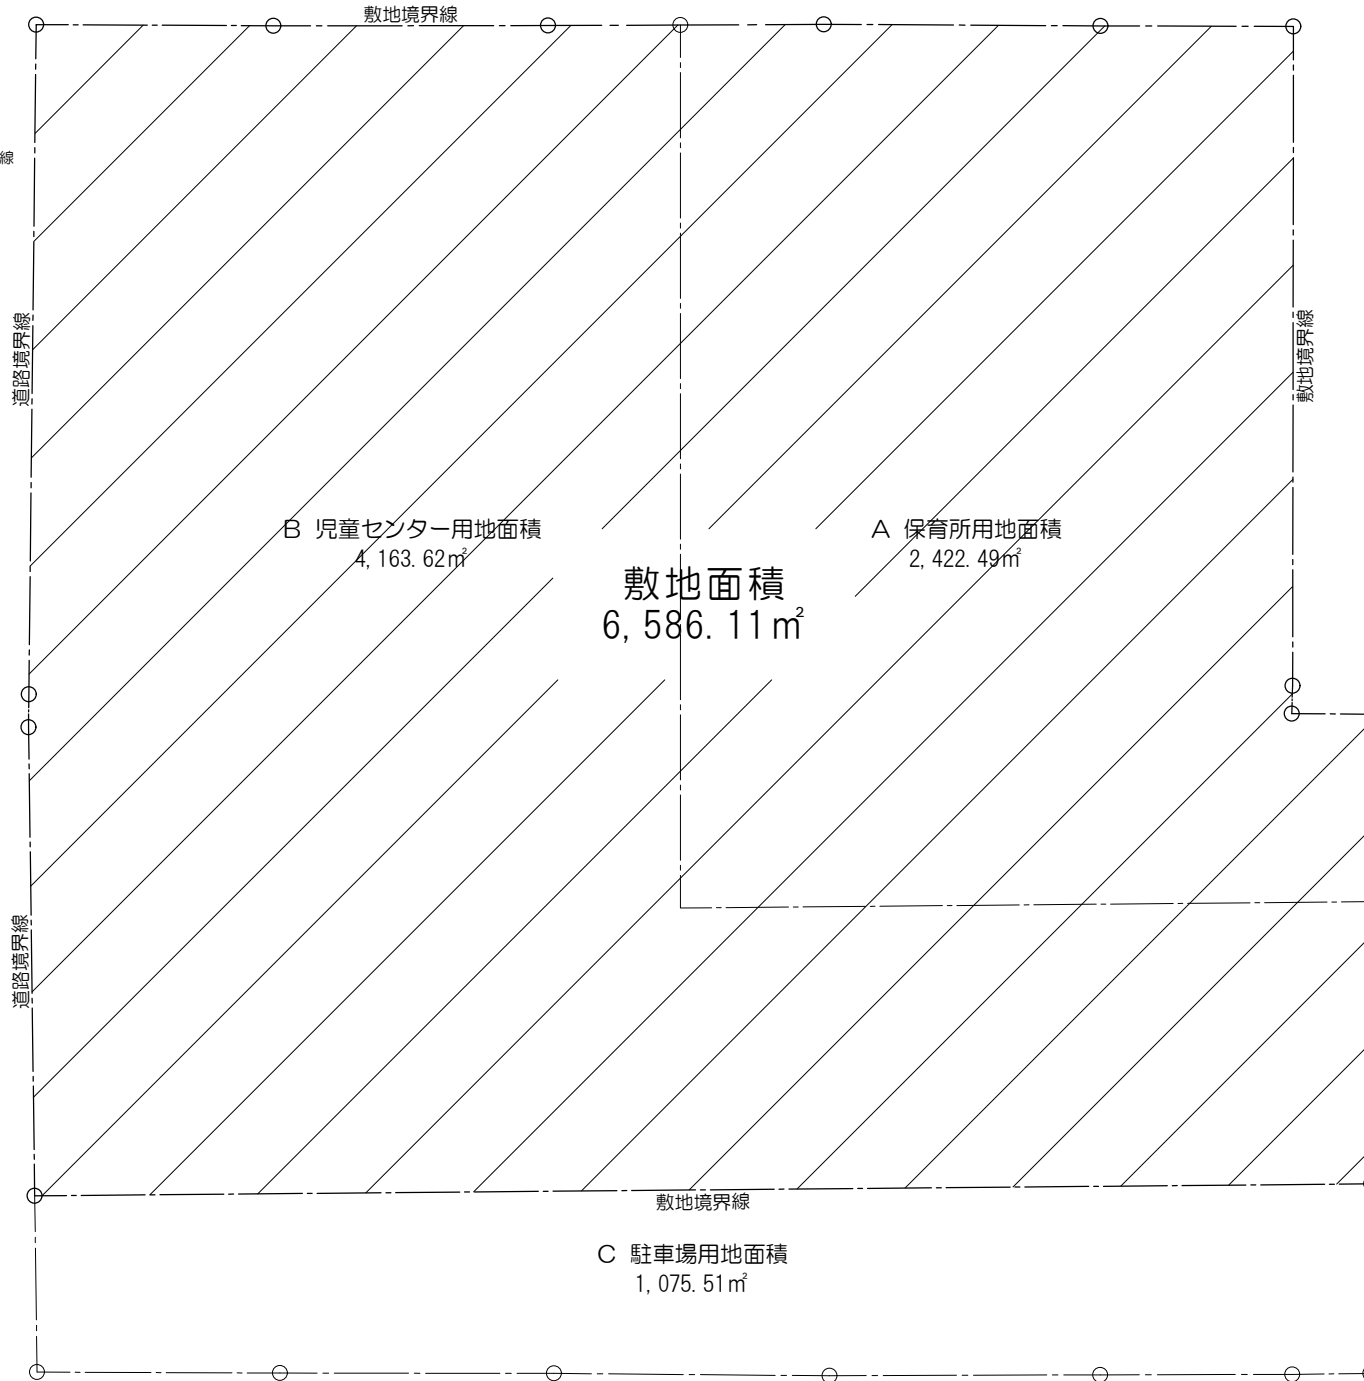 敷地境界線
線
道路境界線
敷地境界線
B 児童センター用地面積
4,163.62㎡
A 保育所用地面積
2,422.49㎡
敷地面積
6,586.11㎡
道路境界線
敷地境界線
C 駐車場用地面積
1,075.51㎡